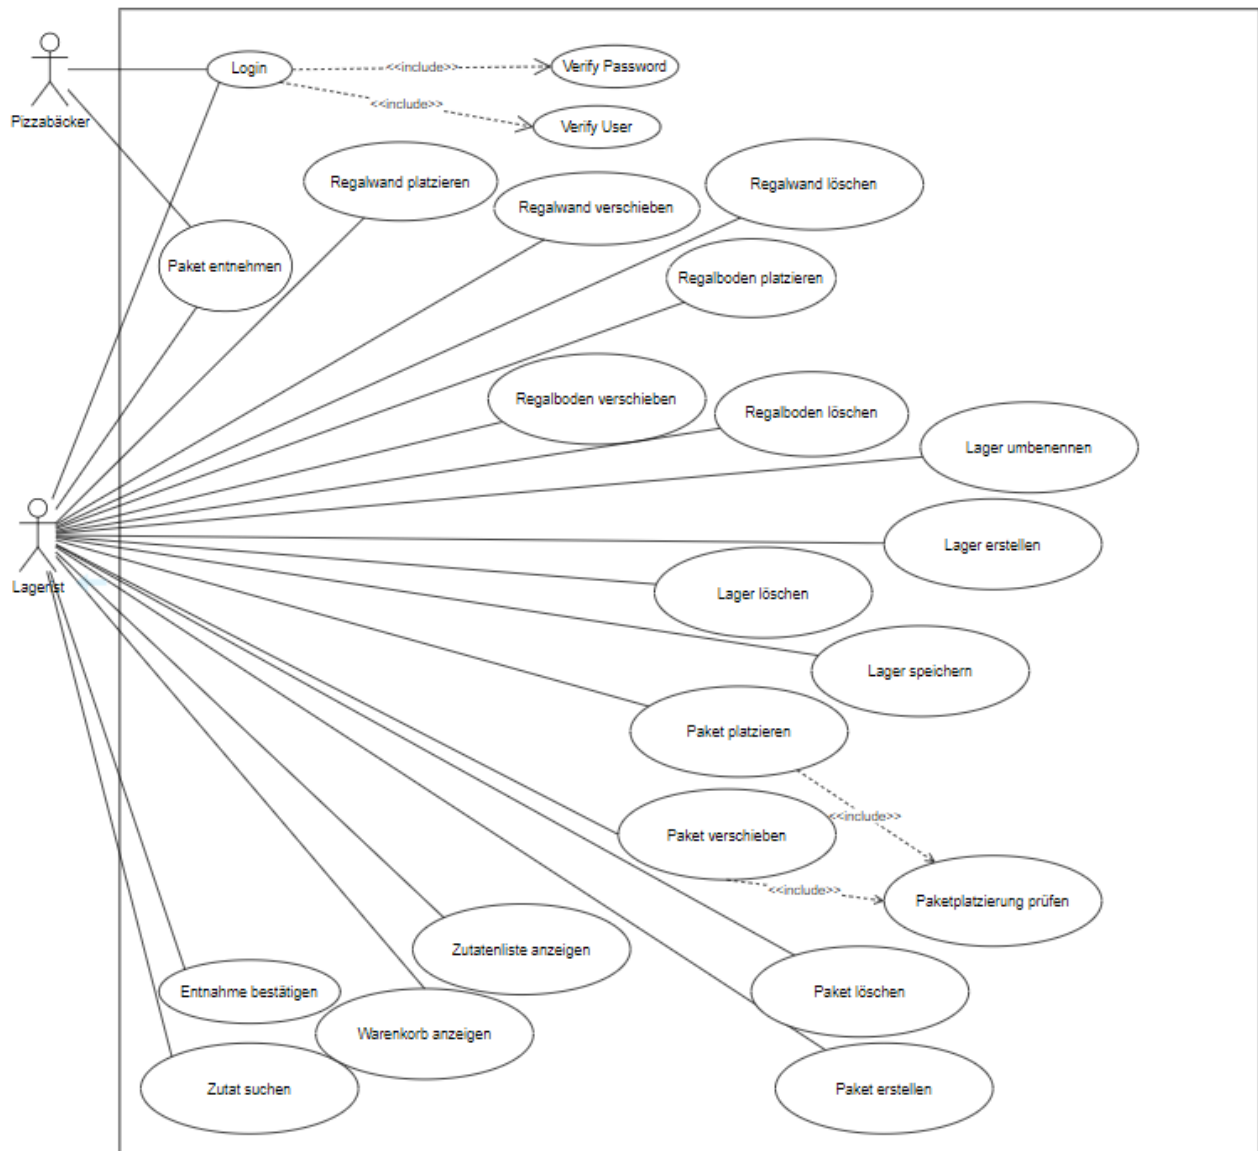 Login
<<include>>
Verify Password
<<include>>
Pizzabäcker
Verify User
Regalwand platzieren
Regalwand löschen
Regalwand verschieben
Paket entnehmen
Regalboden platzieren
Regalboden verschieben
Regalboden löschen
Lager umbenennen
Lager erstellen
Lagerist
Lager löschen
Lager speichern
Paket platzieren
<<include>>
Paket verschieben
<<include>>
Paketplatzierung prüfen
Zutatenliste anzeigen
Entnahme bestätigen
Paket löschen
Warenkorb anzeigen
Zutat suchen
Paket erstellen